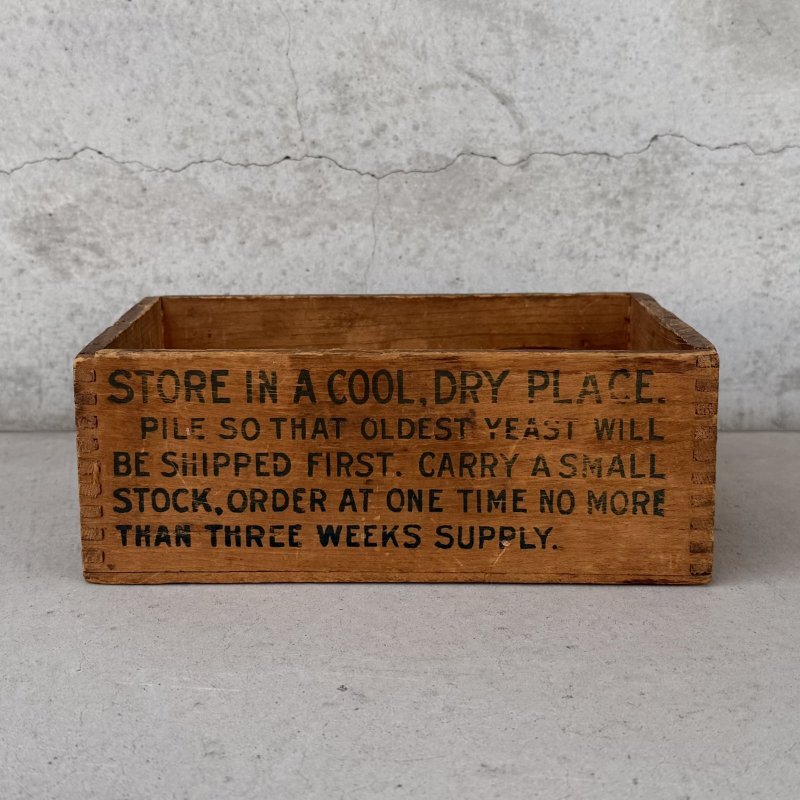 STORE IN A COOL, DRY PLACE.
PILE SO THAT OLDEST YEAST WILL
BE SHIPPED FIRST. CARRY A SMALL
STOCK, ORDER AT ONE TIME NO MORE
THAN THREE WEEKS SUPPLY.